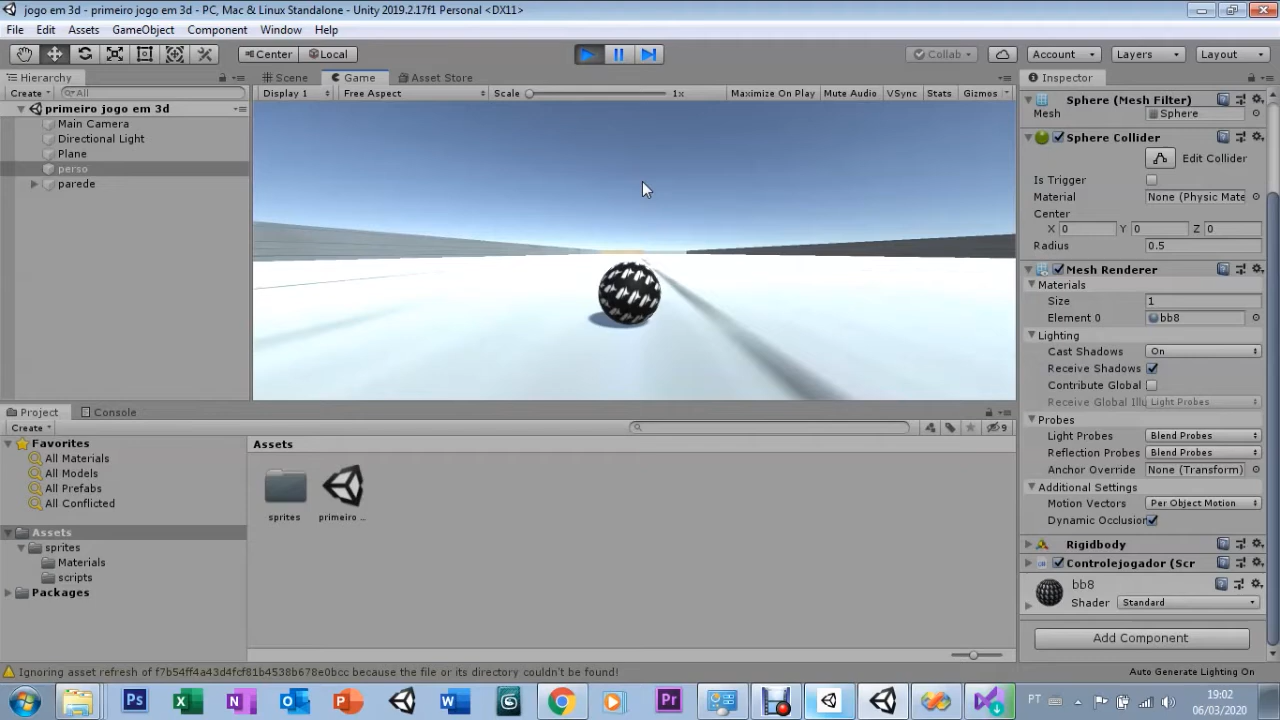 jogo em 3d - primeiro jogo em 3d - PC, Mac & Linux Standalone - Unity 2019.2.17f1 Personal <DX11>
File Edit Assets GameObject Component Window Help
Center Local Collab Account Layers Layout
Hierarchy Scene Game Asset Store Inspector
Create All Display 1 Free Aspect Scale 1x Maximize On Play Mute Audio VSync Stats Gizmos
primeiro jogo em 3d
Main Camera
Directional Light
Plane
perso
parede
Sphere (Mesh Filter)
Mesh Sphere
Sphere Collider
Edit Collider
Is Trigger
Material None (Physic Mate
Center
X 0 Y 0 Z 0
Radius 0.5
Mesh Renderer
Materials
Size 1
Element 0 bb8
Lighting
Cast Shadows On
Receive Shadows
Contribute Global
Receive Global Illu Light Probes
Probes
Light Probes Blend Probes
Reflection Probes Blend Probes
Anchor Override None (Transform)
Additional Settings
Motion Vectors Per Object Motion
Dynamic Occlusion
Rigidbody
Controlejogador (Scr
bb8
Shader Standard
Add Component
Project Console
Create 9
Favorites
All Materials
All Models
All Prefabs
All Conflicted
Assets
sprites
Materials
scripts
Packages
Assets
sprites primeiro ...
Ignoring asset refresh of f7b54ff4a43d4fcf81b4538b678e0bcc because the file or its directory couldn't be found!
Auto Generate Lighting On
Ps N W Pr PT 19:02
06/03/2020